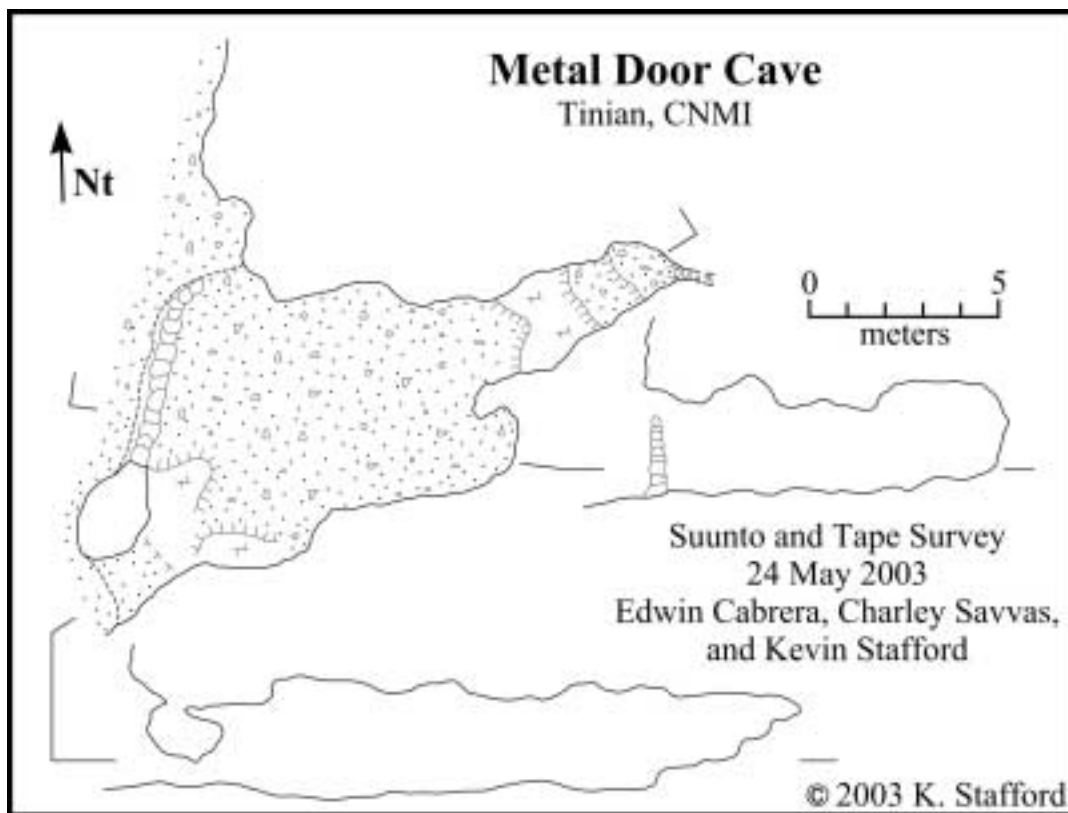 Metal Door Cave
Tinian, CNMI
Nt
0 5
meters
Suunto and Tape Survey
24 May 2003
Edwin Cabrera, Charley Savvas,
and Kevin Stafford
© 2003 K. Stafford